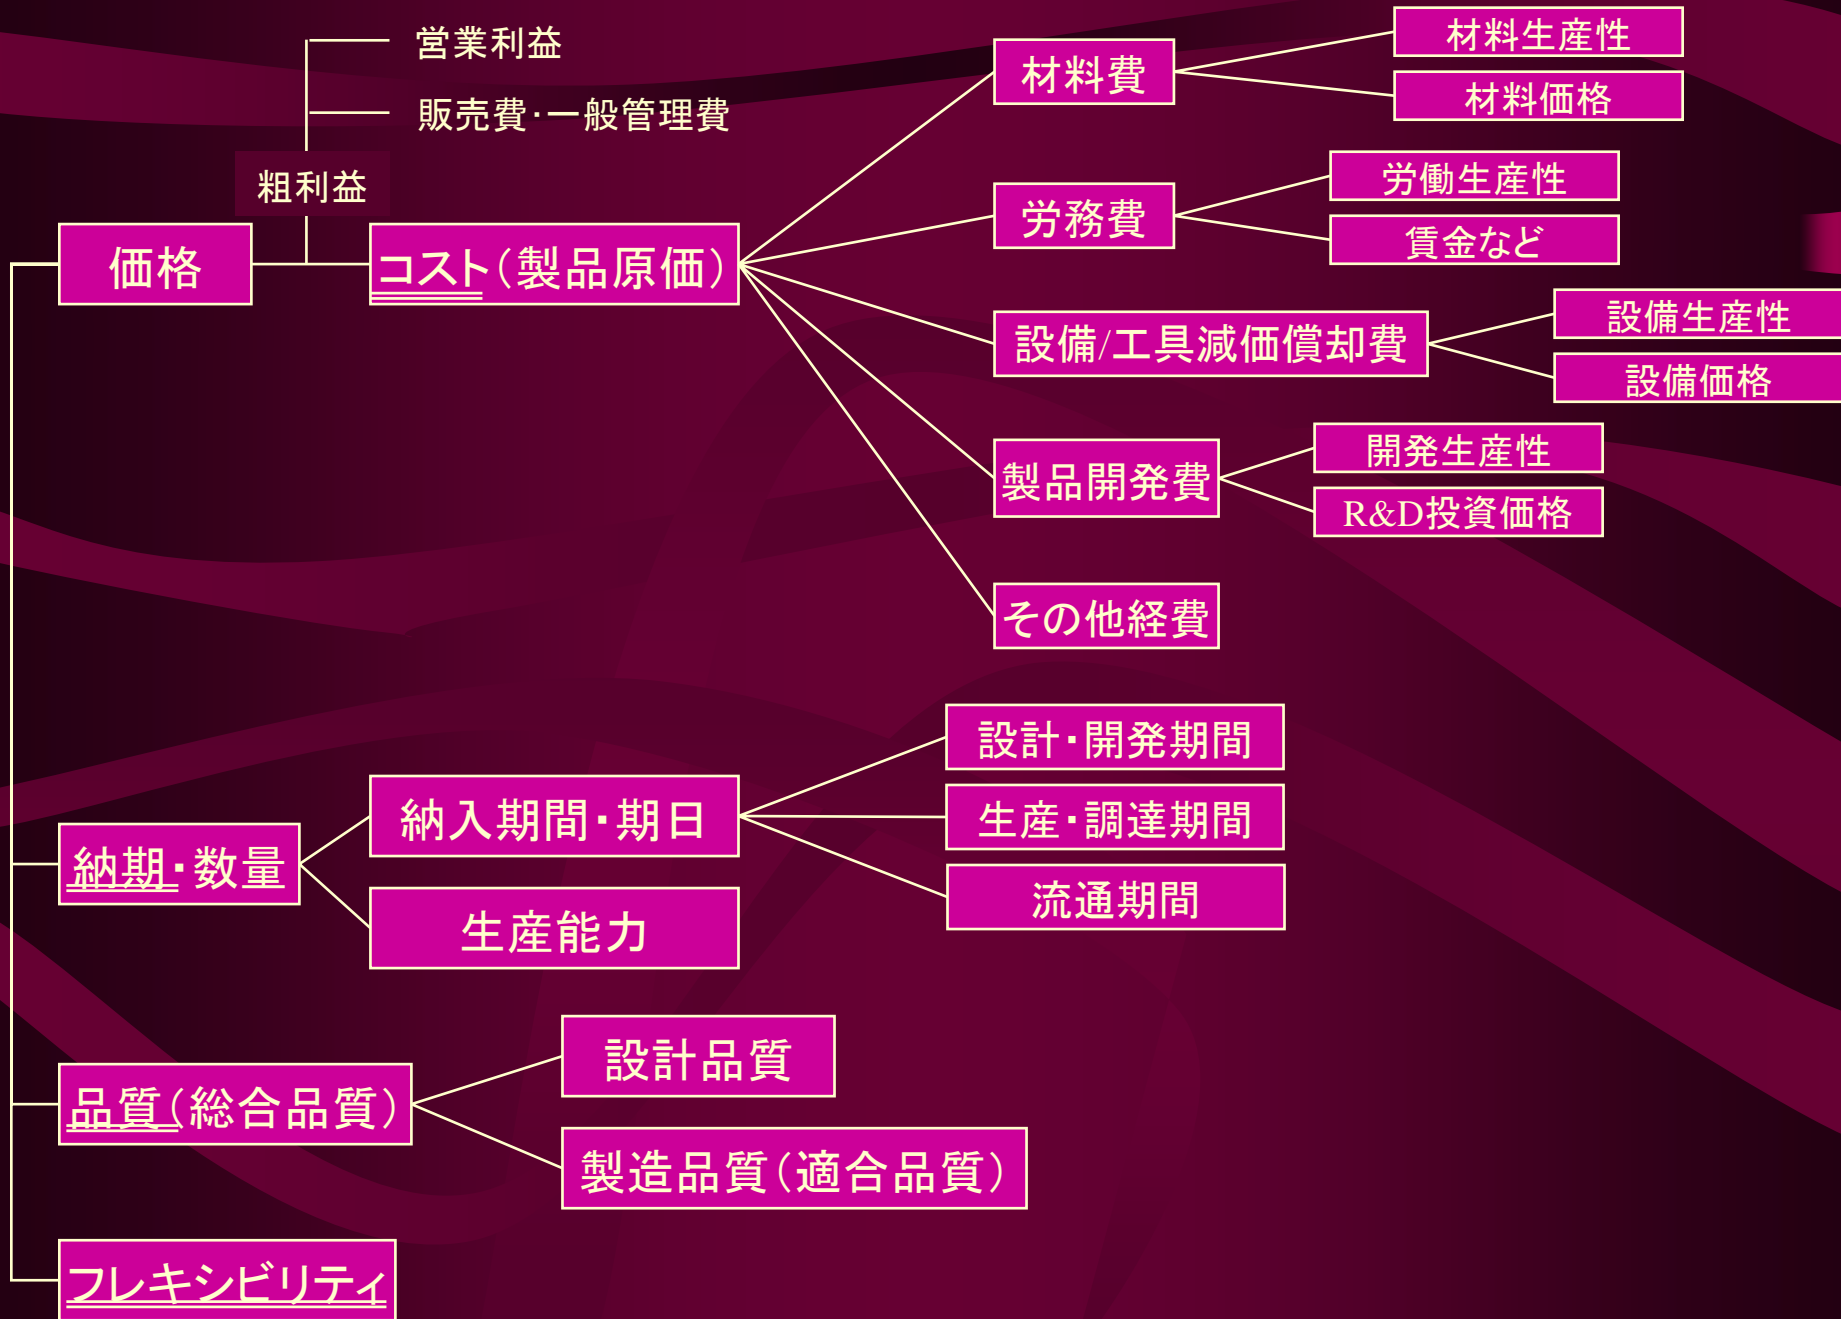 営業利益
販売費・一般管理費
粗利益
価格
コスト(製品原価)
材料費
材料生産性
材料価格
労務費
労働生産性
賃金など
設備/工具減価償却費
設備生産性
設備価格
製品開発費
開発生産性
R&D投資価格
その他経費
納期・数量
納入期間・期日
設計・開発期間
生産・調達期間
流通期間
生産能力
品質(総合品質)
設計品質
製造品質(適合品質)
フレキシビリティ